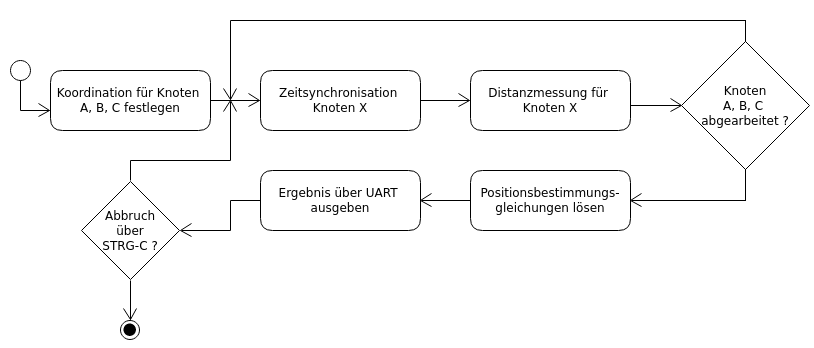 Koordination für Knoten
A, B, C festlegen
Zeitsynchronisation
Knoten X
Distanzmessung für
Knoten X
Knoten
A, B, C
abgearbeitet ?
Positionsbestimmungs-
gleichungen lösen
Ergebnis über UART
ausgeben
Abbruch
über
STRG-C ?